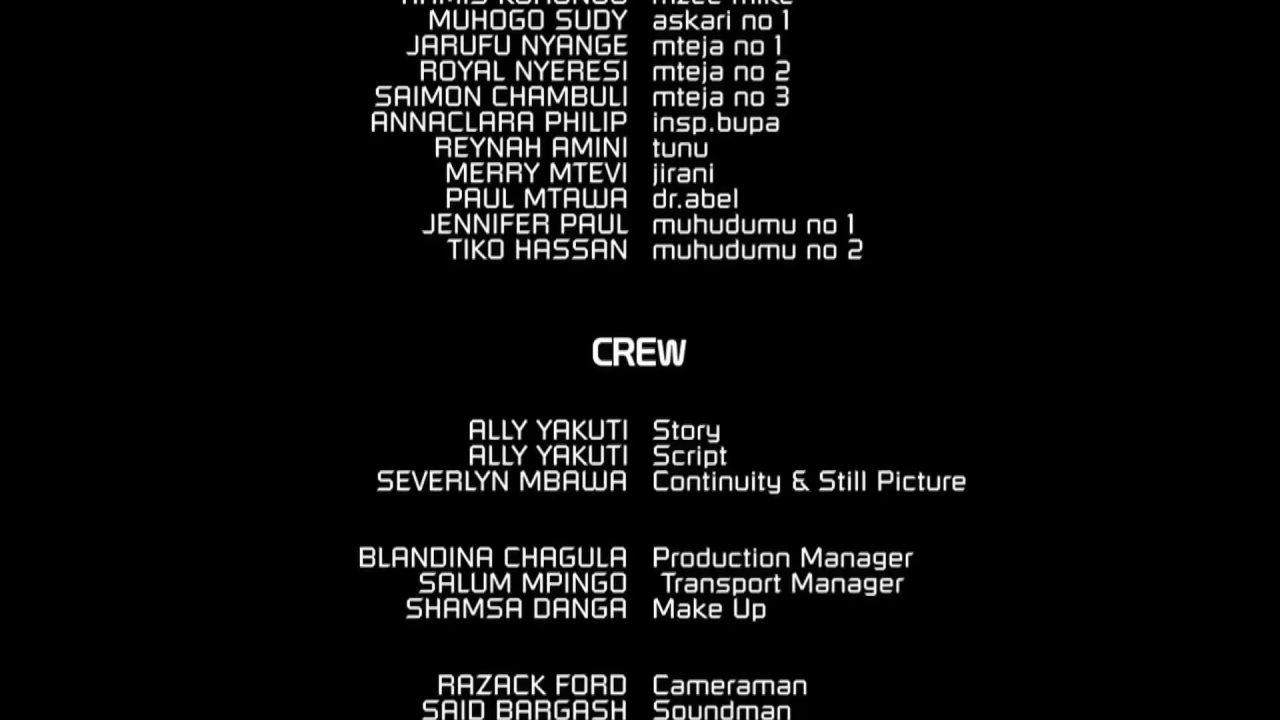 MUHOGO SUDY askari no 1
JARUFU NYANGE mteja no 1
ROYAL NYERESI mteja no 2
SAIMON CHAMBULI mteja no 3
ANNACLARA PHILIP insp.bupa
REYNAH AMINI tunu
MERRY MTEVI jirani
PAUL MTAWA dr.abel
JENNIFER PAUL muhudumu no 1
TIKO HASSAN muhudumu no 2
CREW
ALLY YAKUTI Story
ALLY YAKUTI Script
SEVERLYN MBAWA Continuity & Still Picture
BLANDINA CHAGULA Production Manager
SALUM MPINGO Transport Manager
SHAMSA DANGA Make Up
RAZACK FORD Cameraman
SAID BARGASH Soundman